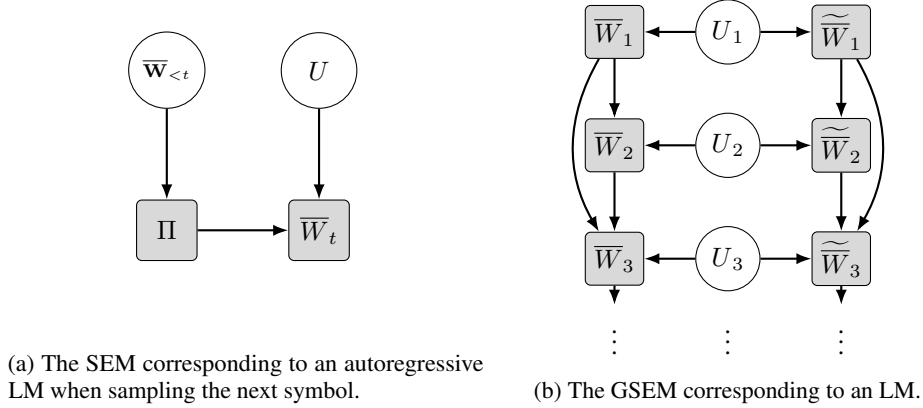 w̅<t
U
Π
W̅t
(a) The SEM corresponding to an autoregressive
LM when sampling the next symbol.
W̅1 U1 W̅̃1
W̅2 U2 W̅̃2
W̅3 U3 W̅̃3
⋮ ⋮ ⋮
(b) The GSEM corresponding to an LM.